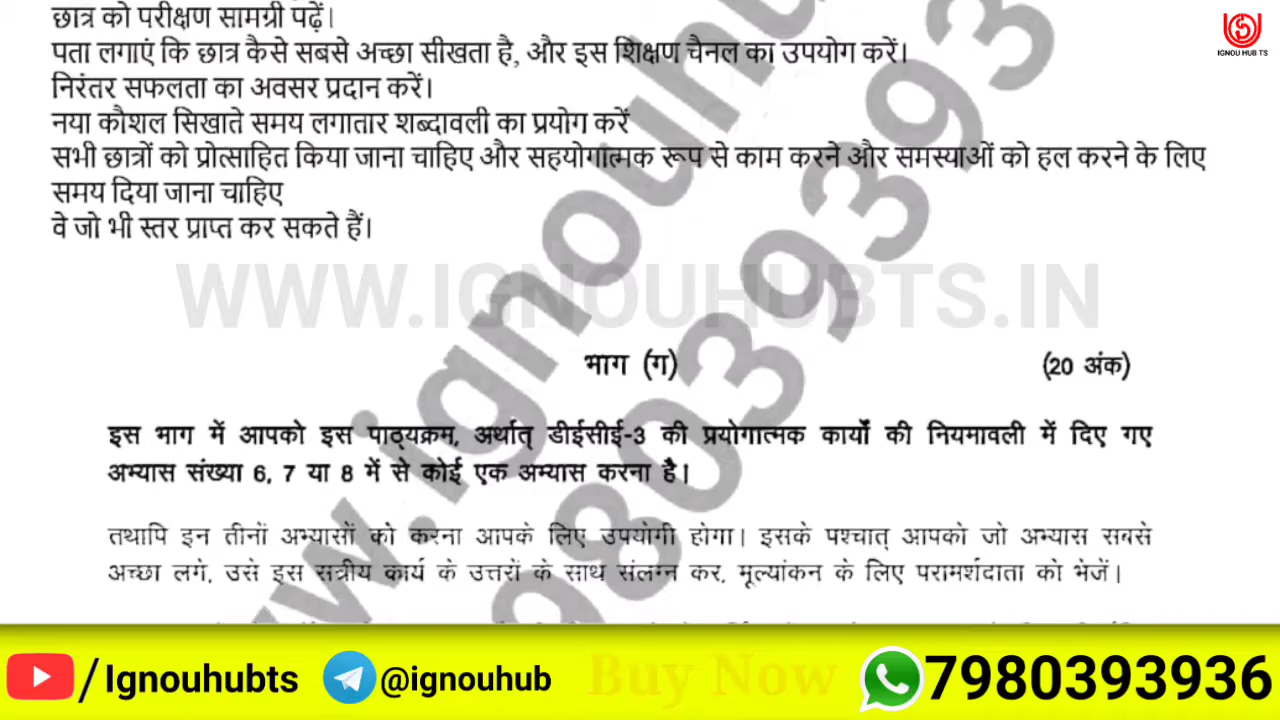 छात्र को परीक्षण सामग्री पढ़ें।
पता लगाएं कि छात्र कैसे सबसे अच्छा सीखता है, और इस शिक्षण चैनल का उपयोग करें।
निरंतर सफलता का अवसर प्रदान करें।
नया कौशल सिखाते समय लगातार शब्दावली का प्रयोग करें
सभी छात्रों को प्रोत्साहित किया जाना चाहिए और सहयोगात्मक रूप से काम करने और समस्याओं को हल करने के लिए
समय दिया जाना चाहिए
वे जो भी स्तर प्राप्त कर सकते हैं।
IGNOU HUB TS
WWW.IGNOUHUBTS.IN
www.ignouhu
980393993
भाग (ग)
(20 अंक)
इस भाग में आपको इस पाठ्यक्रम, अर्थात् डीईसीई-3 की प्रयोगात्मक कार्यों की नियमावली में दिए गए
अभ्यास संख्या 6, 7 या 8 में से कोई एक अभ्यास करना है।
तथापि इन तीनों अभ्यासों को करना आपके लिए उपयोगी होगा। इसके पश्चात् आपको जो अभ्यास सबसे
अच्छा लगे, उसे इस सत्रीय कार्य के उत्तरों के साथ संलग्न कर, मूल्यांकन के लिए परामर्शदाता को भेजें।
/Ignouhubts @ignouhub Buy Now 7980393936